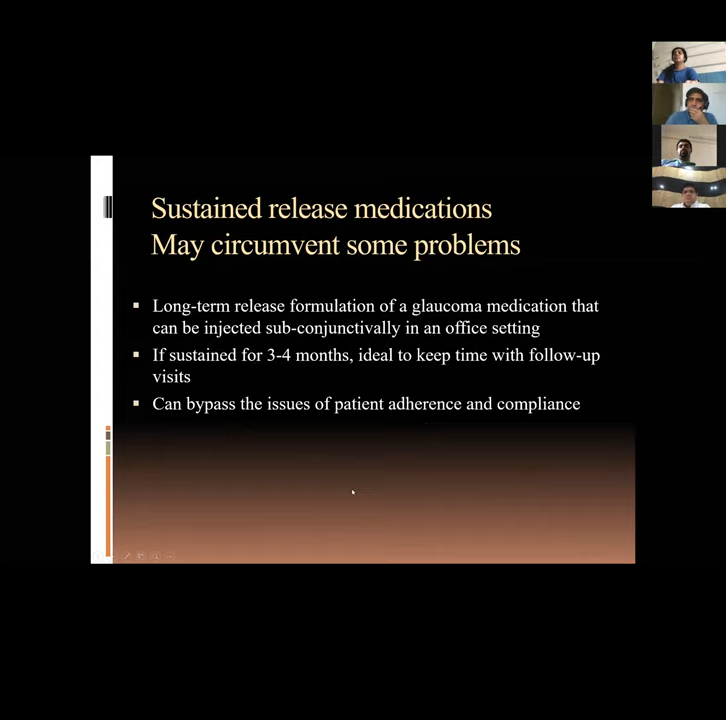 Sustained release medications
May circumvent some problems
Long-term release formulation of a glaucoma medication that
can be injected sub-conjunctivally in an office setting
If sustained for 3-4 months, ideal to keep time with follow-up
visits
Can bypass the issues of patient adherence and compliance